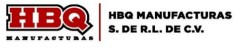 HBQ
MANUFACTURAS
HBQ MANUFACTURAS
S. DE R.L. DE C.V.